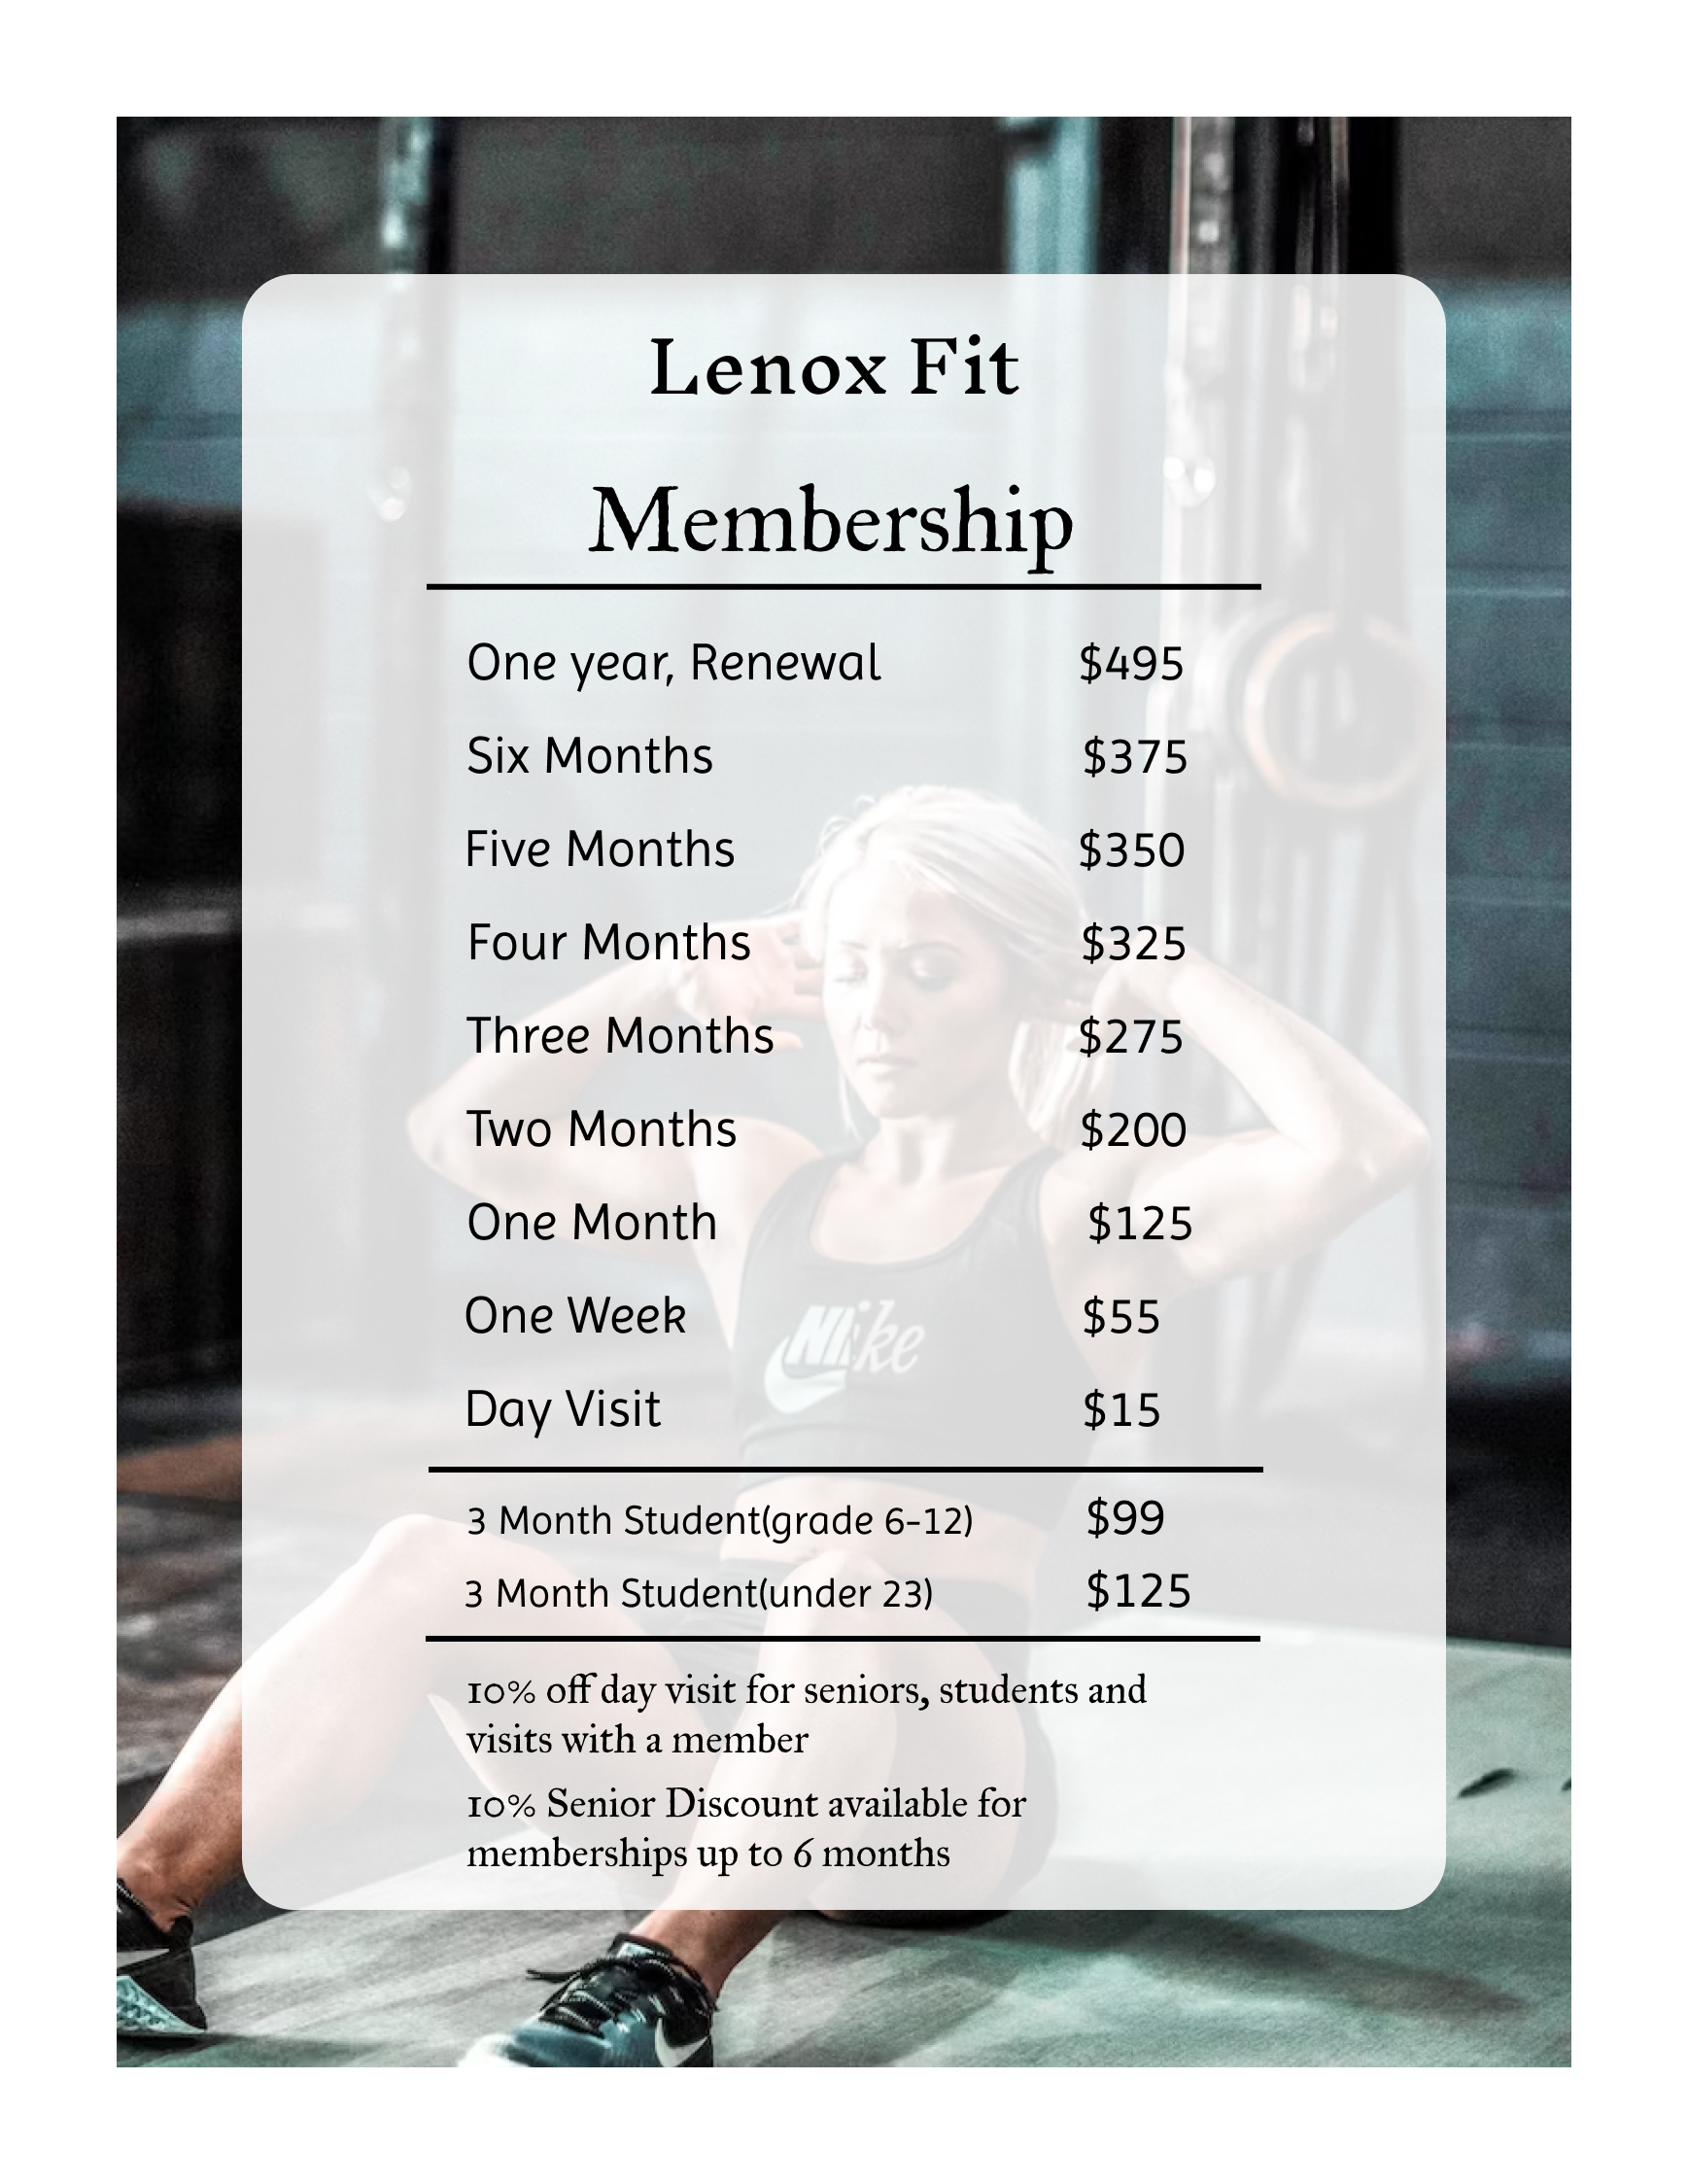 Lenox Fit
Membership
One year, Renewal $495
Six Months $375
Five Months $350
Four Months $325
Three Months $275
Two Months $200
One Month $125
One Week $55
Day Visit $15
Nike
3 Month Student(grade 6-12) $99
3 Month Student(under 23) $125
10% off day visit for seniors, students and
visits with a member
10% Senior Discount available for
memberships up to 6 months